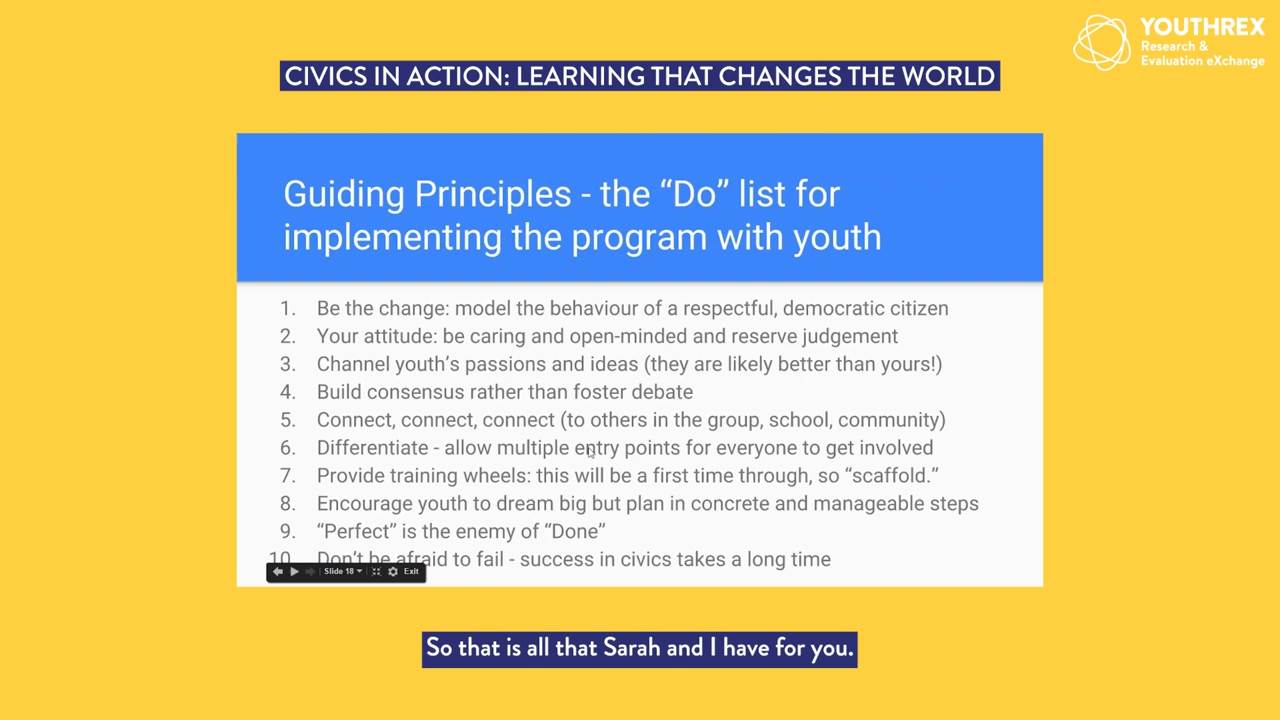 YOUTHREX
Research &
Evaluation eXchange
CIVICS IN ACTION: LEARNING THAT CHANGES THE WORLD
Guiding Principles - the “Do” list for
implementing the program with youth
1. Be the change: model the behaviour of a respectful, democratic citizen
2. Your attitude: be caring and open-minded and reserve judgement
3. Channel youth’s passions and ideas (they are likely better than yours!)
4. Build consensus rather than foster debate
5. Connect, connect, connect (to others in the group, school, community)
6. Differentiate - allow multiple entry points for everyone to get involved
7. Provide training wheels: this will be a first time through, so “scaffold.”
8. Encourage youth to dream big but plan in concrete and manageable steps
9. “Perfect” is the enemy of “Done”
10. Don’t be afraid to fail - success in civics takes a long time
Slide 18 Exit
So that is all that Sarah and I have for you.